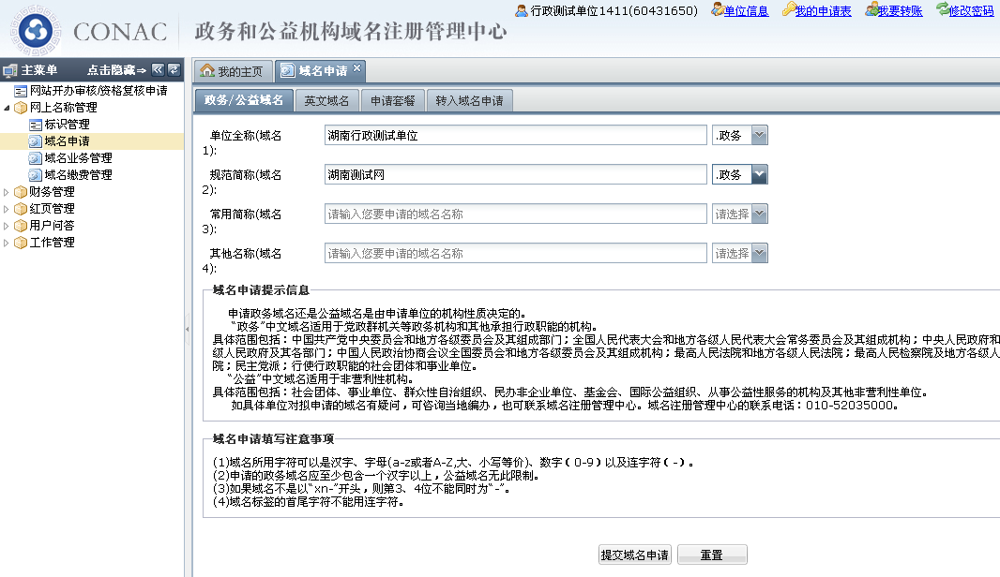 行政测试单位1411(60431650) 单位信息 我的申请表 我要转账 修改密码
CONAC 政务和公益机构域名注册管理中心
主菜单 点击隐藏⇒
我的主页 域名申请
网站开办审核/资格复核申请
网上名称管理
标识管理
域名申请
域名业务管理
域名缴费管理
财务管理
红页管理
用户问答
工作管理
政务/公益域名 英文域名 申请套餐 转入域名申请
单位全称(域名
1): 湖南行政测试单位 .政务
规范简称(域名
2): 湖南测试网 .政务
常用简称(域名
3): 请输入您要申请的域名名称 请选择
其他名称(域名
4): 请输入您要申请的域名名称 请选择
域名申请提示信息
申请政务域名还是公益域名是由申请单位的机构性质决定的。
“政务”中文域名适用于党政群机关等政务机构和其他承担行政职能的机构。
具体范围包括：中国共产党中央委员会和地方各级委员会及其组成部门；全国人民代表大会和地方各级人民代表大会常务委员会及其组成机构；中央人民政府和
级人民政府及其各部门；中国人民政治协商会议全国委员会和地方各级委员会及其组成机构；最高人民法院和地方各级人民法院；最高人民检察院及地方各级人
院；民主党派；行使行政职能的社会团体和事业单位。
“公益”中文域名适用于非营利性机构。
具体范围包括：社会团体、事业单位、群众性自治组织、民办非企业单位、基金会、国际公益组织、从事公益性服务的机构及其他非营利性单位。
如具体单位对拟申请的域名有疑问，可咨询当地编办，也可联系域名注册管理中心。域名注册管理中心的联系电话：010-52035000。
域名申请填写注意事项
(1)域名所用字符可以是汉字、字母(a-z或者A-Z,大、小写等价)、数字（0-9）以及连字符（-）。
(2)申请的政务域名应至少包含一个汉字以上，公益域名无此限制。
(3)如果域名不是以“xn-”开头，则第3、4位不能同时为“-”。
(4)域名标签的首尾字符不能用连字符。
提交域名申请 重置